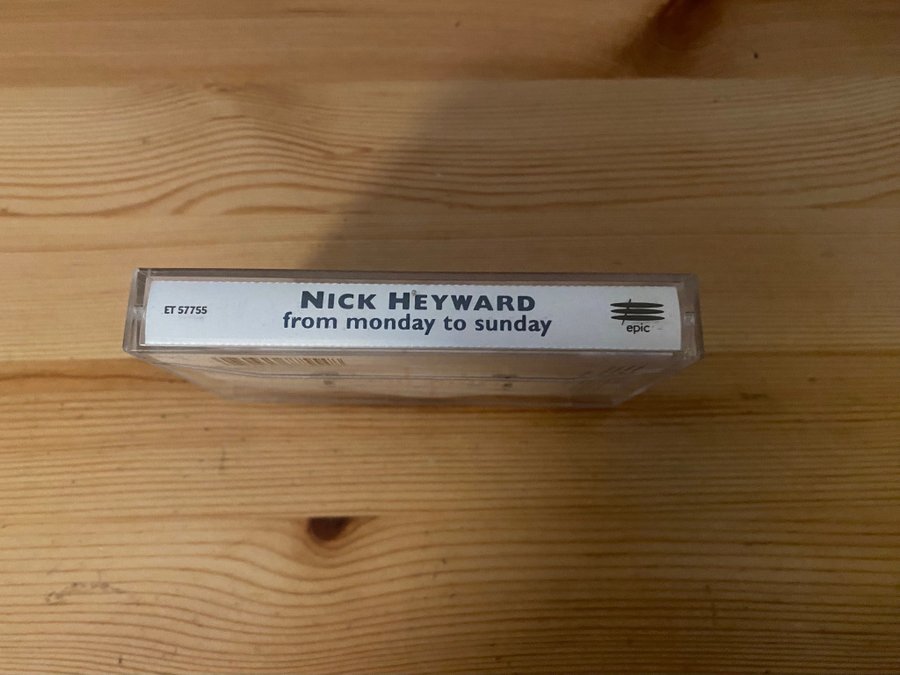 ET 57755
NICK HEYWARD
from monday to sunday
epic